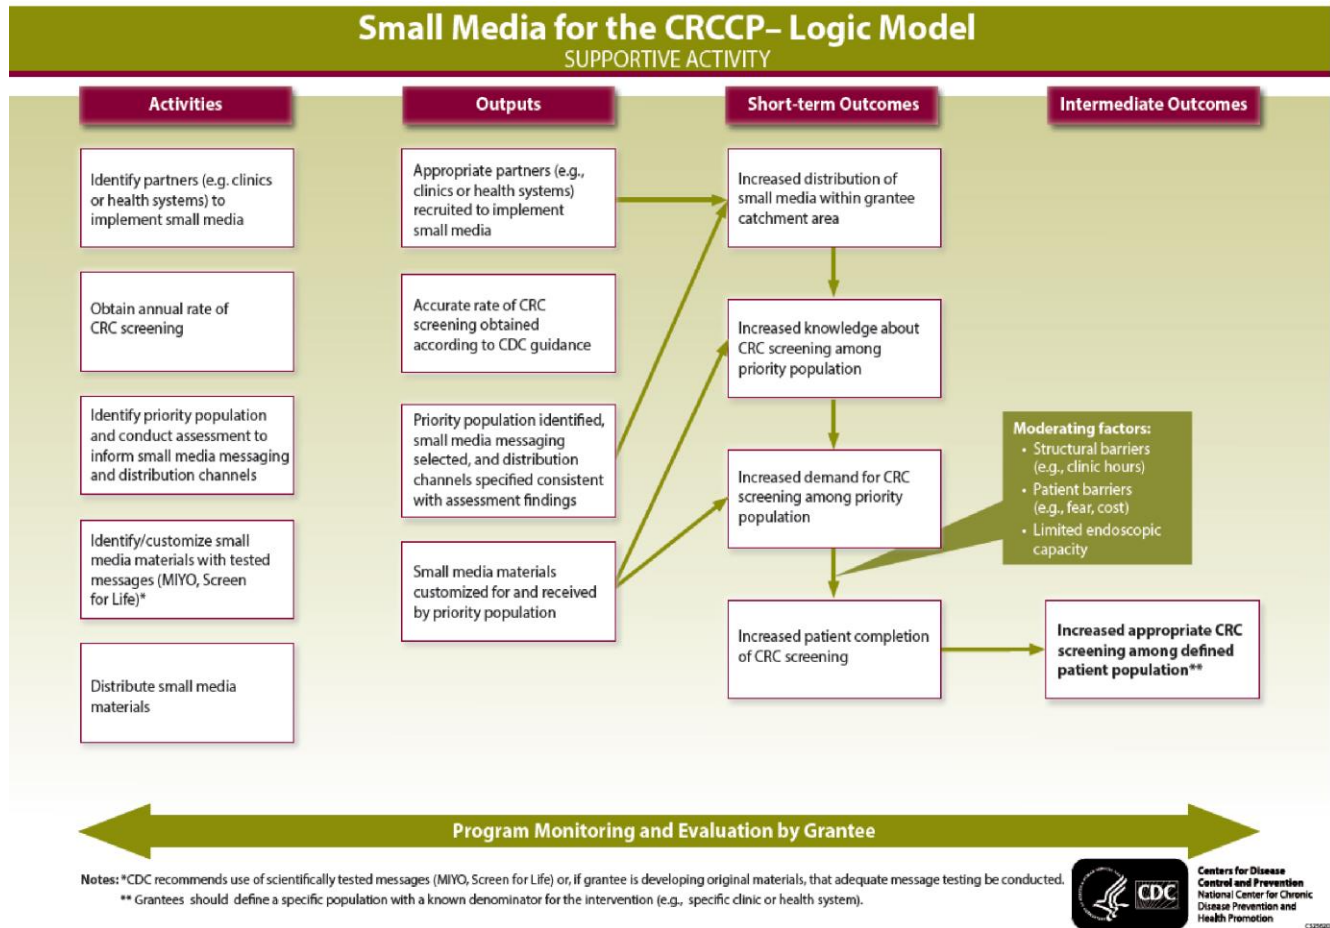 Small Media for the CRCCP– Logic Model
SUPPORTIVE ACTIVITY
Activities
Identify partners (e.g. clinics
or health systems) to
implement small media
Obtain annual rate of
CRC screening
Identify priority population
and conduct assessment to
inform small media messaging
and distribution channels
Identify/customize small
media materials with tested
messages (MIYO, Screen
for Life)*
Distribute small media
materials
Outputs
Appropriate partners (e.g.,
clinics or health systems)
recruited to implement
small media
Accurate rate of CRC
screening obtained
according to CDC guidance
Priority population identified,
small media messaging
selected, and distribution
channels specified consistent
with assessment findings
Small media materials
customized for and received
by priority population
Short-term Outcomes
Increased distribution of
small media within grantee
catchment area
Increased knowledge about
CRC screening among
priority population
Increased demand for CRC
screening among priority
population
Increased patient completion
of CRC screening
Moderating factors:
• Structural barriers
(e.g., clinic hours)
• Patient barriers
(e.g., fear, cost)
• Limited endoscopic
capacity
Intermediate Outcomes
Increased appropriate CRC
screening among defined
patient population**
Program Monitoring and Evaluation by Grantee
Notes: *CDC recommends use of scientifically tested messages (MIYO, Screen for Life) or, if grantee is developing original materials, that adequate message testing be conducted.
** Grantees should define a specific population with a known denominator for the intervention (e.g., specific clinic or health system).
CDC
Centers for Disease
Control and Prevention
National Center for Chronic
Disease Prevention and
Health Promotion